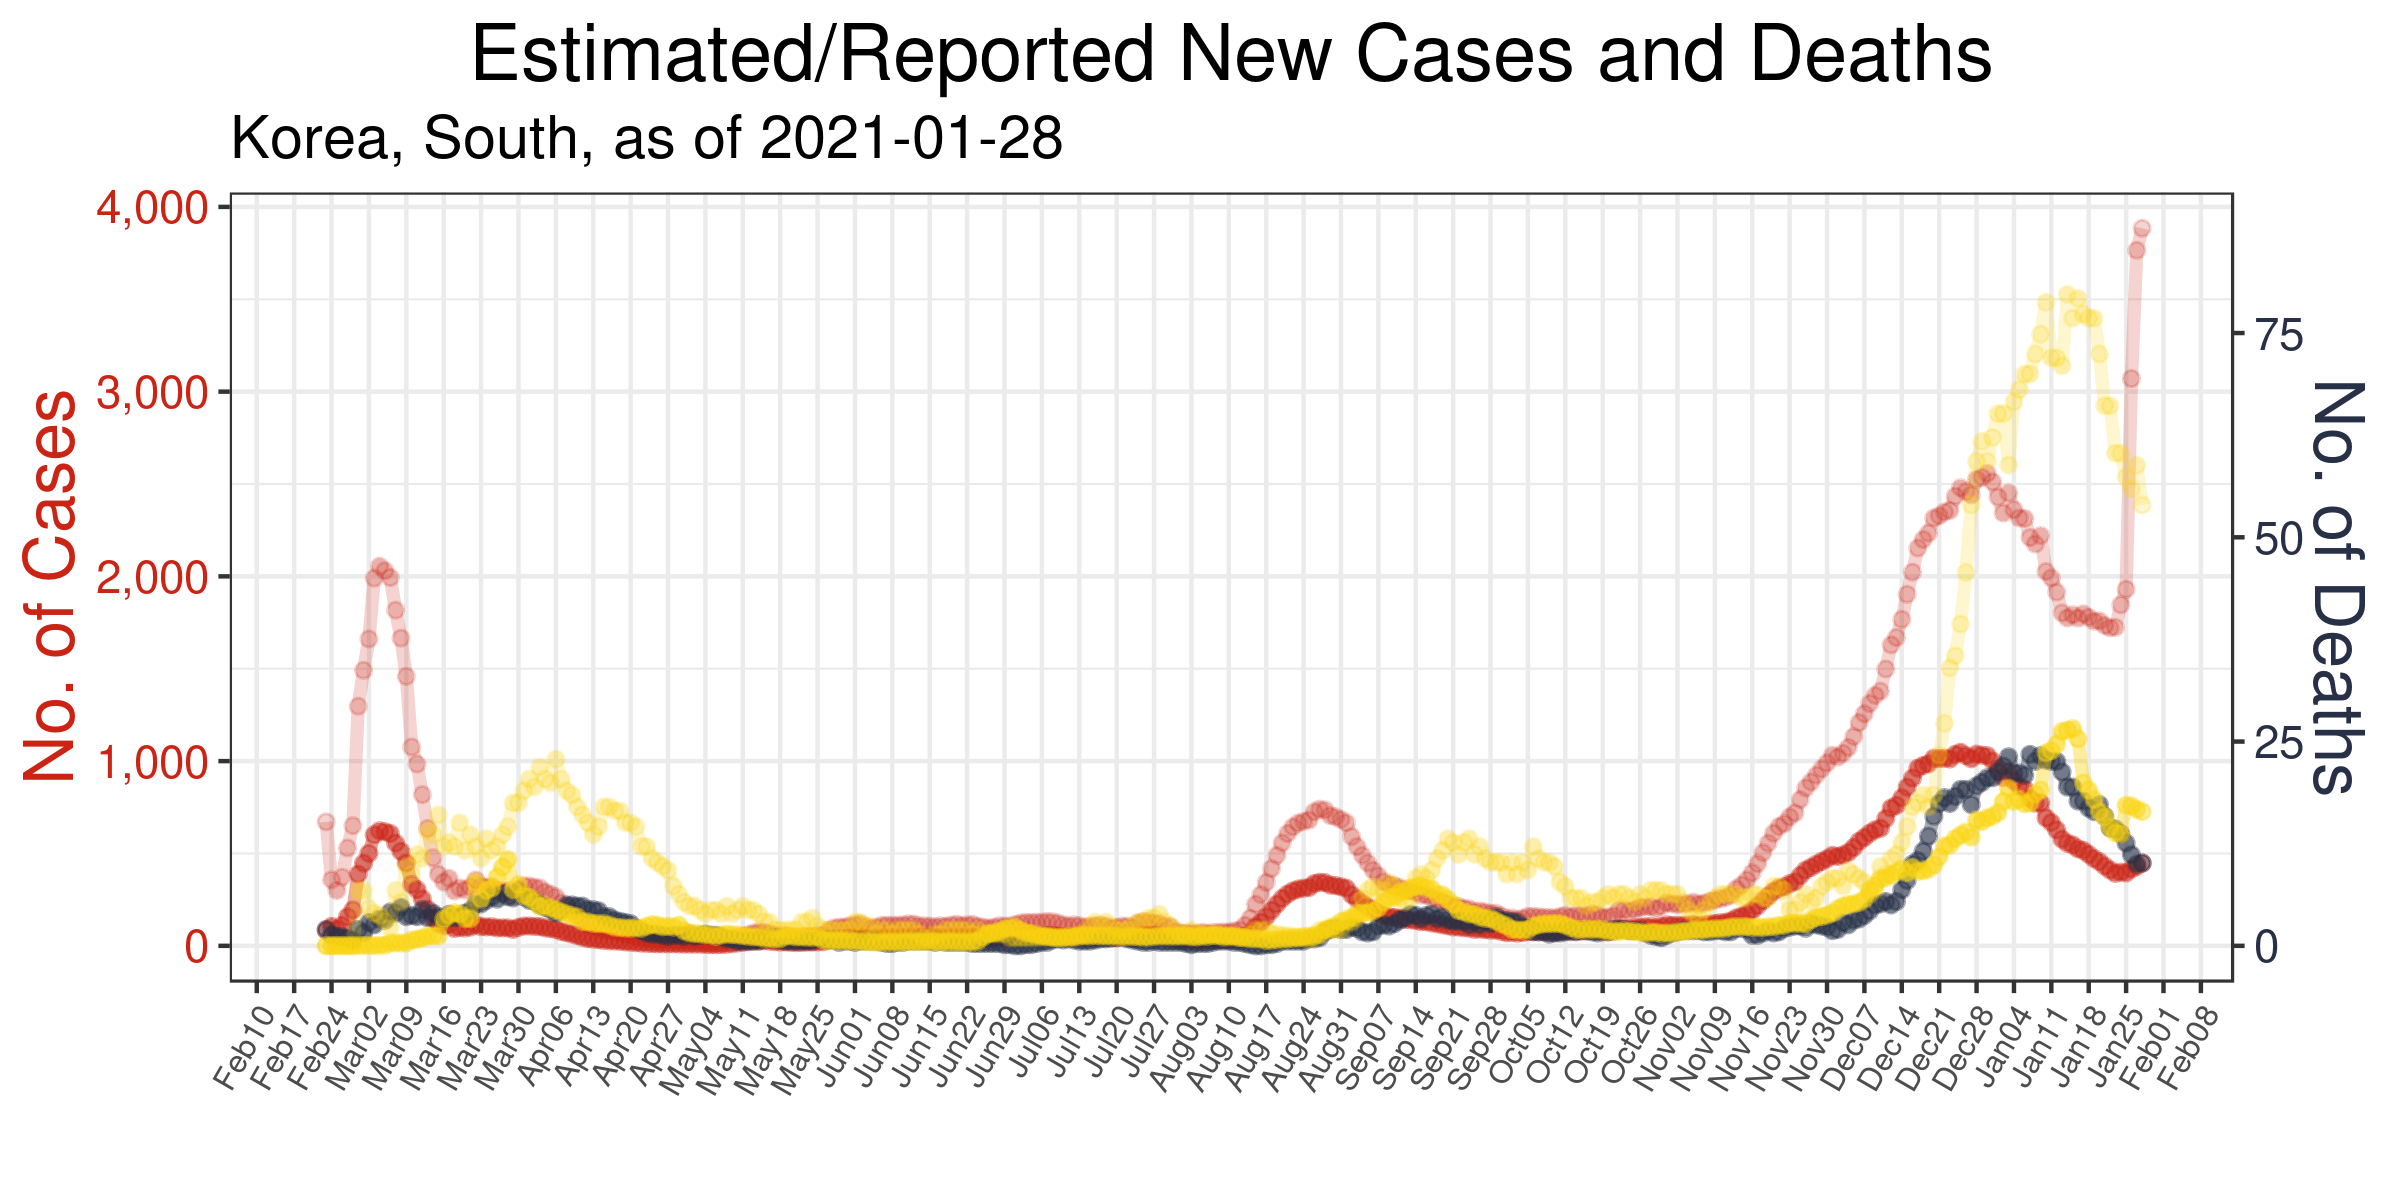 Estimated/Reported New Cases and Deaths
Korea, South, as of 2021-01-28
No. of Cases
4,000
3,000
2,000
1,000
0
75
50
25
0
No. of Deaths
Feb10
Feb17
Feb24
Mar02
Mar09
Mar16
Mar23
Mar30
Apr06
Apr13
Apr20
Apr27
May04
May11
May18
May25
Jun01
Jun08
Jun15
Jun22
Jun29
Jul06
Jul13
Jul20
Jul27
Aug03
Aug10
Aug17
Aug24
Aug31
Sep07
Sep14
Sep21
Sep28
Oct05
Oct12
Oct19
Oct26
Nov02
Nov09
Nov16
Nov23
Nov30
Dec07
Dec14
Dec21
Dec28
Jan04
Jan11
Jan18
Jan25
Feb01
Feb08